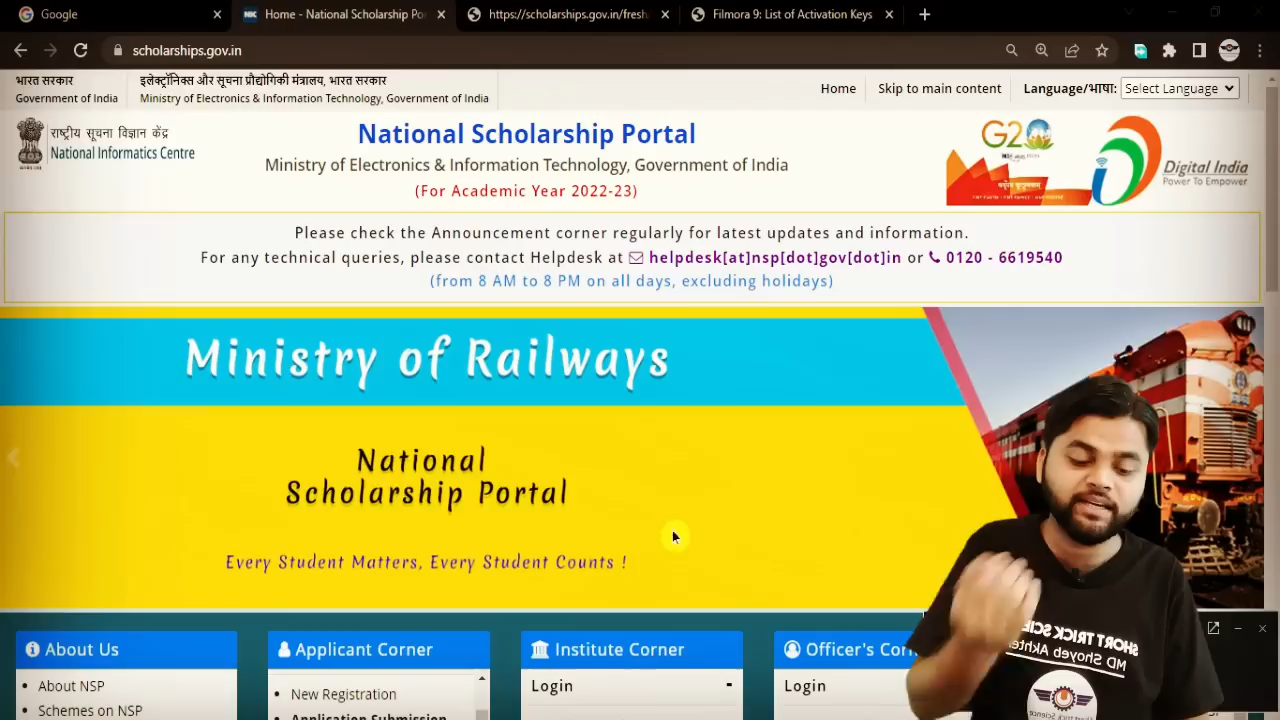 Google
Home - National Scholarship Po
https://scholarships.gov.in/fresh
Filmora 9: List of Activation Keys
scholarships.gov.in
भारत सरकार
Government of India
इलेक्ट्रॉनिक्स और सूचना प्रौद्योगिकी मंत्रालय, भारत सरकार
Ministry of Electronics & Information Technology, Government of India
Home
Skip to main content
Language/भाषा:
Select Language
राष्ट्रीय सूचना विज्ञान केंद्र
National Informatics Centre
National Scholarship Portal
Ministry of Electronics & Information Technology, Government of India
(For Academic Year 2022-23)
G20
Digital India
Power To Empower
Please check the Announcement corner regularly for latest updates and information.
For any technical queries, please contact Helpdesk at helpdesk[at]nsp[dot]gov[dot]in or 0120 - 6619540
(from 8 AM to 8 PM on all days, excluding holidays)
Ministry of Railways
National
Scholarship Portal
Every Student Matters, Every Student Counts !
About Us
About NSP
Schemes on NSP
Applicant Corner
New Registration
Application Submission
Institute Corner
Login
-
Officer's Corn
Login
SHORT TRICK SCIE
MD Shoyeb Akhte